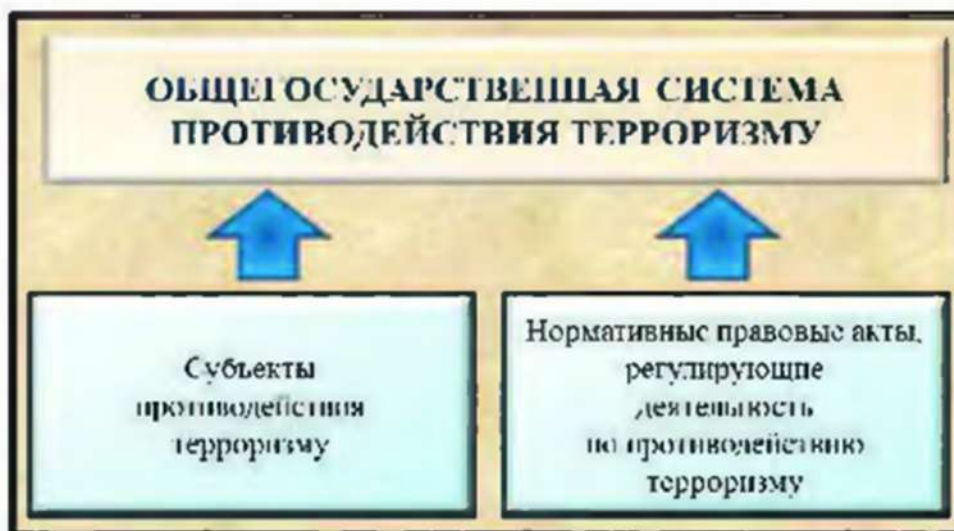 ОБЩЕГОСУДАРСТВЕННАЯ СИСТЕМА
ПРОТИВОДЕЙСТВИЯ ТЕРРОРИЗМУ
Субъекты
противодействия
терроризму
Нормативные правовые акты,
регулирующие
деятельность
по противодействию
терроризму